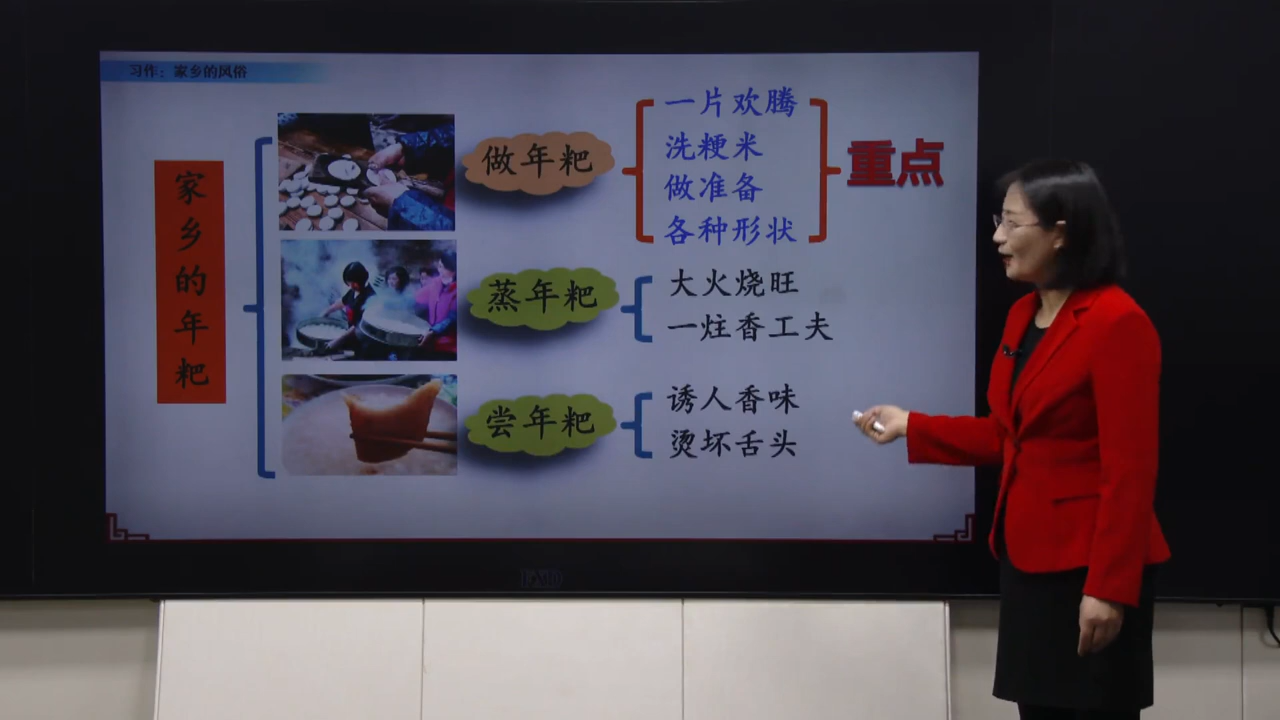 习作：家乡的风俗
家乡的年粑
做年粑
一片欢腾
洗粳米
做准备
各种形状
重点
蒸年粑
大火烧旺
一炷香工夫
尝年粑
诱人香味
烫坏舌头